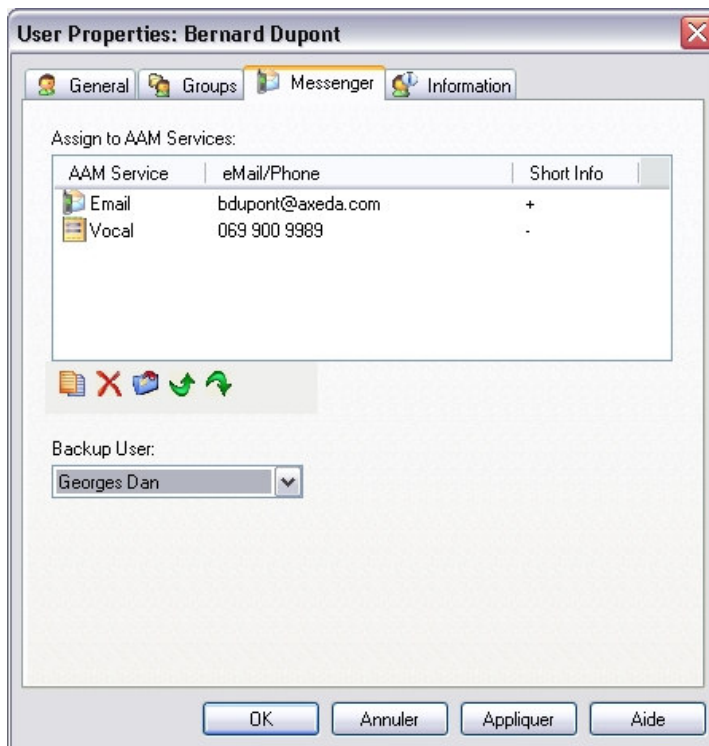 User Properties: Bernard Dupont
General Groups Messenger Information
Assign to AAM Services:
AAM Service eMail/Phone Short Info
Email bdupont@axeda.com +
Vocal 069 900 9989 -
Backup User:
Georges Dan
OK Annuler Appliquer Aide